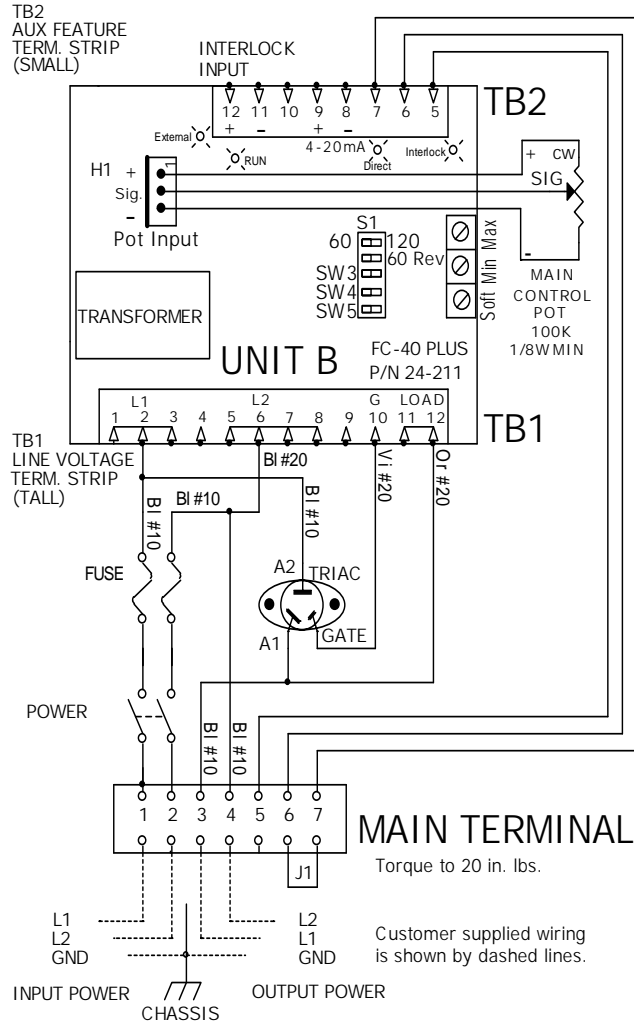 TB2
AUX FEATURE
TERM. STRIP
(SMALL)
INTERLOCK
INPUT
12 11 10 9 8 7 6 5
+ - + -
4-20mA
TB2
External
RUN
Direct
Interlock
H1 +
1
Sig.
-
Pot Input
+ CW
SIG
-
MAIN
CONTROL
POT
100K
1/8W MIN
S1
60 120
60 Rev
SW3
SW4
SW5
Soft Min Max
TRANSFORMER
UNIT B
FC-40 PLUS
P/N 24-211
L1 L2 G LOAD
1 2 3 4 5 6 7 8 9 10 11 12
TB1
TB1
LINE VOLTAGE
TERM. STRIP
(TALL)
Bl #20
Vi #20
Or #20
Bl #10
Bl #10
Bl #10
FUSE
A2
TRIAC
A1
GATE
POWER
Bl #10
Bl #10
1 2 3 4 5 6 7
J1
MAIN TERMINAL
Torque to 20 in. lbs.
L1
L2
GND
INPUT POWER
CHASSIS
L2
L1
GND
OUTPUT POWER
Customer supplied wiring
is shown by dashed lines.